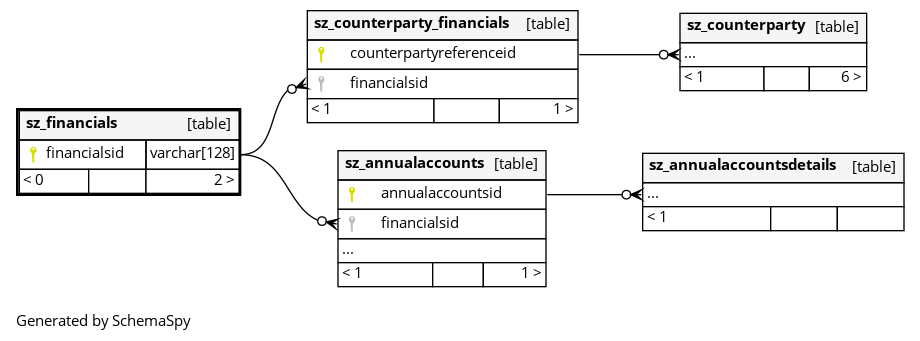 sz_financials [table]
financialsid varchar[128]
< 0 2 >
sz_counterparty_financials [table]
counterpartyreferenceid
financialsid
< 1 1 >
sz_annualaccounts [table]
annualaccountsid
financialsid
...
< 1 1 >
sz_counterparty [table]
...
< 1 6 >
sz_annualaccountsdetails [table]
...
< 1
Generated by SchemaSpy